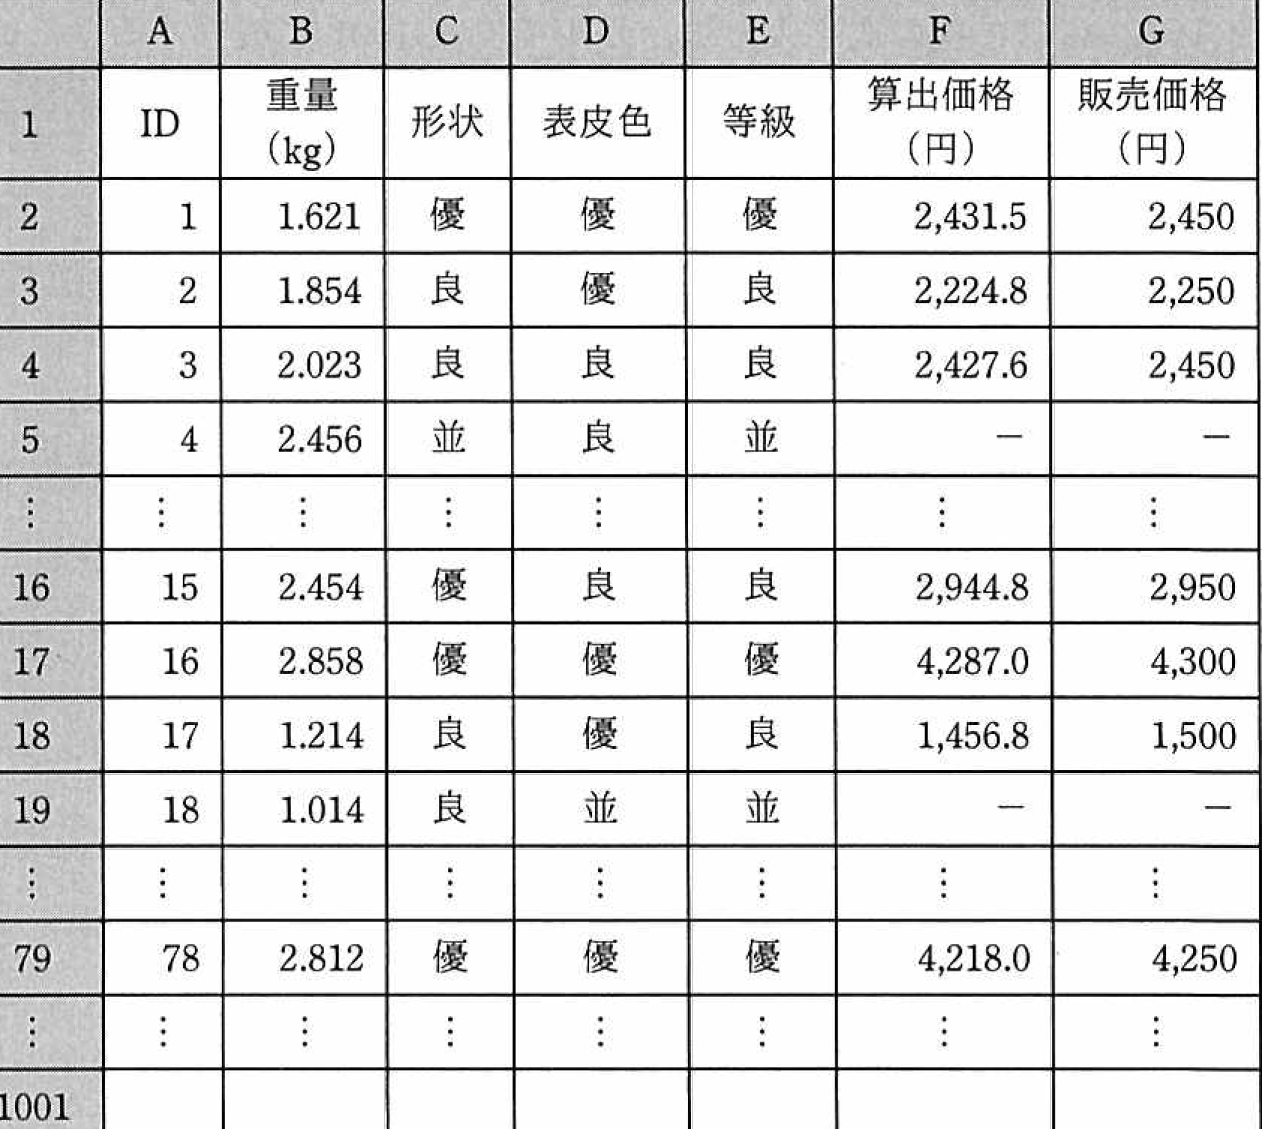 A B C D E F G
1 ID 重量(kg) 形状 表皮色 等級 算出価格(円) 販売価格(円)
2 1 1.621 優 優 優 2,431.5 2,450
3 2 1.854 良 優 良 2,224.8 2,250
4 3 2.023 良 良 良 2,427.6 2,450
5 4 2.456 並 良 並 － －
⋮ ⋮ ⋮ ⋮ ⋮ ⋮ ⋮ ⋮
16 15 2.454 優 良 良 2,944.8 2,950
17 16 2.858 優 優 優 4,287.0 4,300
18 17 1.214 良 優 良 1,456.8 1,500
19 18 1.014 良 並 並 － －
⋮ ⋮ ⋮ ⋮ ⋮ ⋮ ⋮ ⋮
79 78 2.812 優 優 優 4,218.0 4,250
⋮ ⋮ ⋮ ⋮ ⋮ ⋮ ⋮ ⋮
1001